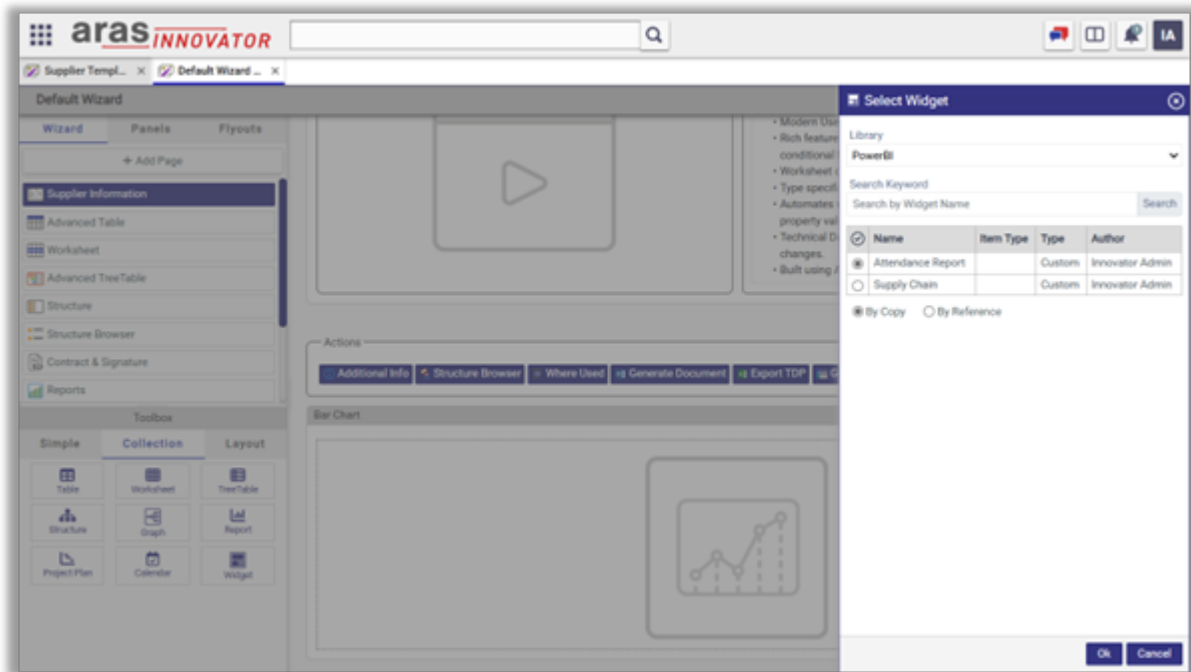 aras INNOVATOR
IA
Supplier Templ... × Default Wizard ... ×
Default Wizard
Wizard Panels Flyouts
+ Add Page
Supplier Information
Advanced Table
Worksheet
Advanced TreeTable
Structure
Structure Browser
Contract & Signature
Reports
Toolbox
Simple Collection Layout
Table Worksheet TreeTable
Structure Graph Report
Project Plan Calendar Widget
• Modern Use
• Rich feature
conditional
• Worksheet
• Type specifi
• Automates
property val
• Technical D
changes.
• Built using
Actions
Additional Info Structure Browser Where Used Generate Document Export TDP G
Bar Chart
Select Widget
Library
PowerBI
Search Keyword
Search by Widget Name Search
Name Item Type Type Author
Attendance Report Custom Innovator Admin
Supply Chain Custom Innovator Admin
By Copy By Reference
Ok Cancel